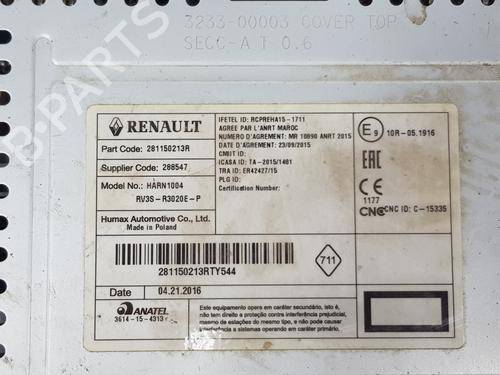 3233-00003 COVER TOP
SECC-A T 0.6
B-PARTS
RENAULT
Part Code: 281150213R
Supplier Code: 288547
Model No.: HARN1004
RV3S-R3020E-P
Humax Automotive Co., Ltd.
Made in Poland
IFETEL ID: RCPREHA15-1711
AGREE PAR L'ANRT MAROC
NUMERO D'AGREMENT: MR 10890 ANRT 2015
DATE D'AGREMENT: 23/09/2015
CMIIT ID:
ICASA ID: TA-2015/1481
TRA ID: ER42427/15
PLG ID:
Certification Number:
E9 10R-05.1916
EAC
CE
1177
CNC CNC ID: C-15335
281150213RTY544
711
Date 04.21.2016
ANATEL
3614-15-4313
Este equipamento opera em caráter secundário, isto é,
não tem direito a proteção contra interferência prejudicial,
mesmo de estações do mesmo tipo, e não pode causar
interferência a sistemas operando em caráter primário.